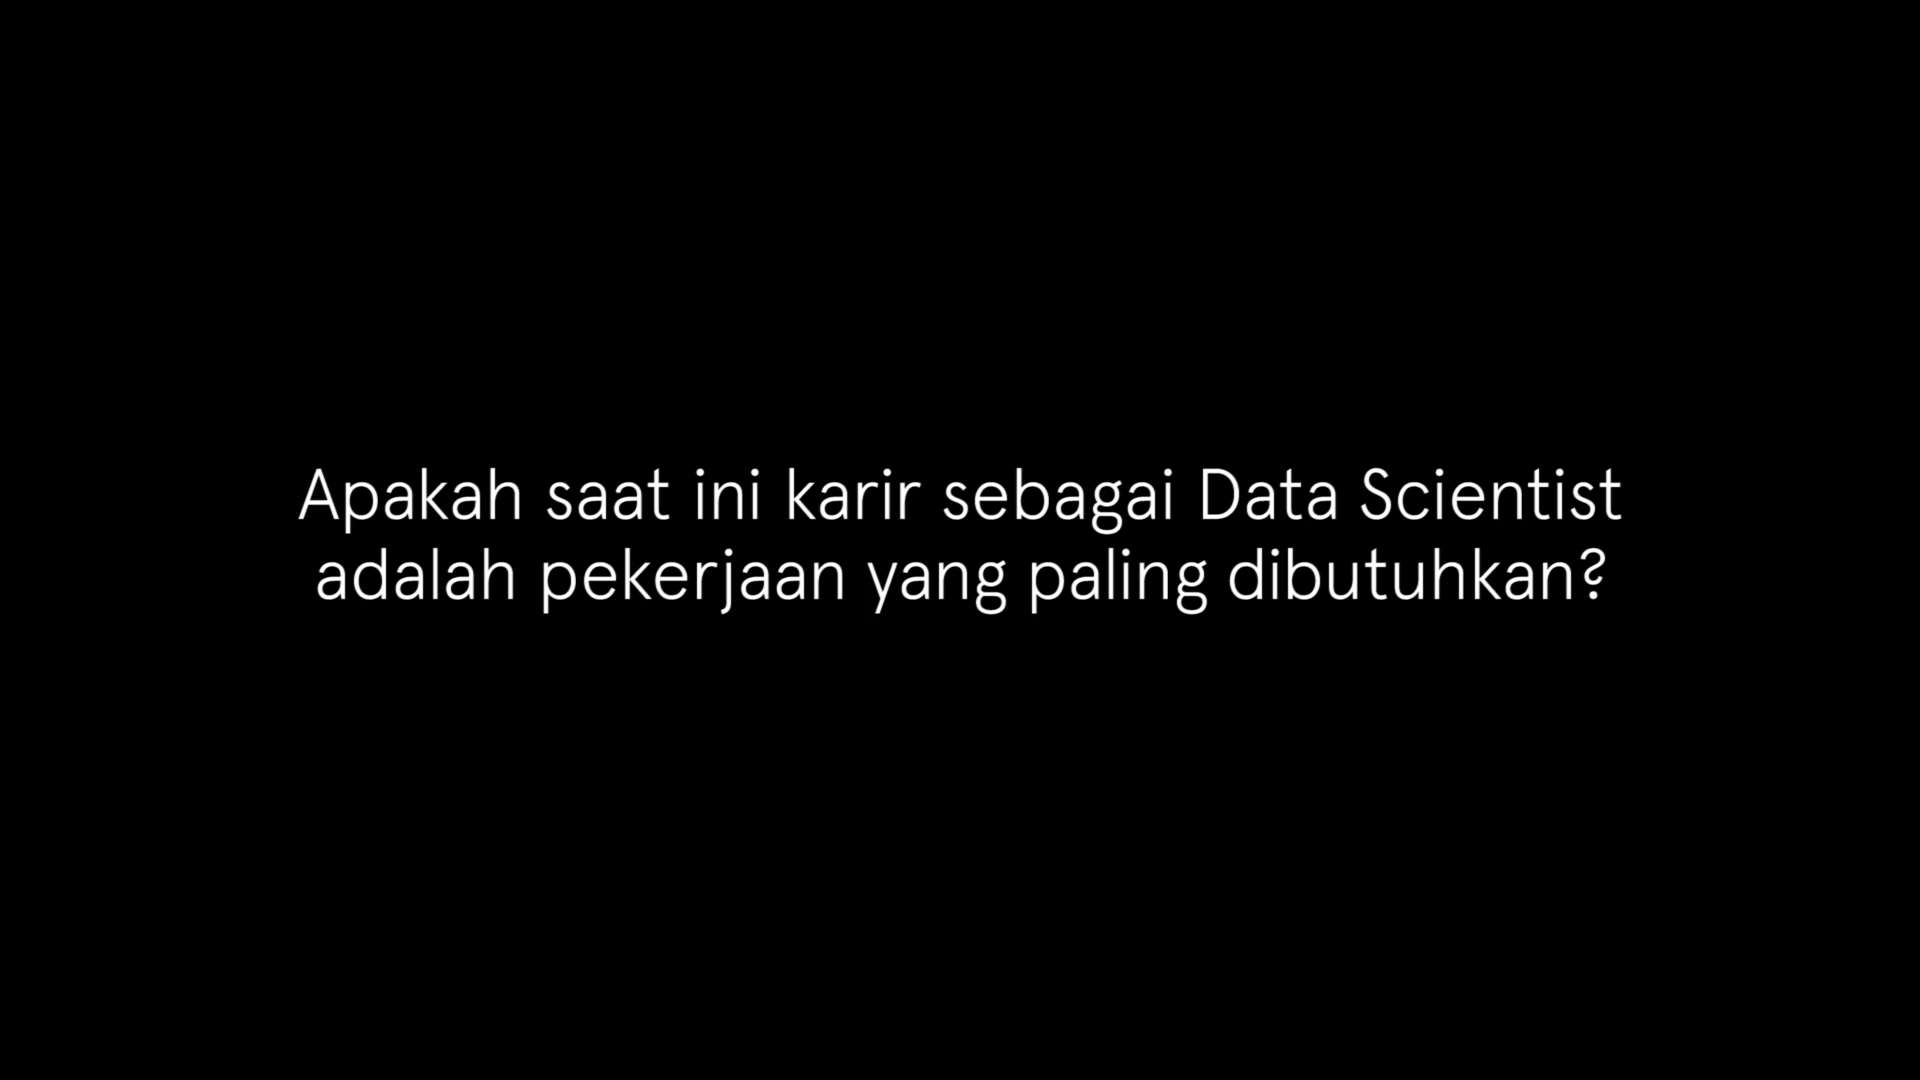 Apakah saat ini karir sebagai Data Scientist
adalah pekerjaan yang paling dibutuhkan?